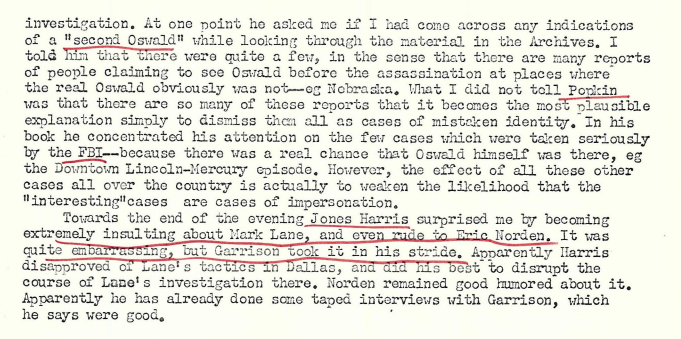 investigation. At one point he asked me if I had come across any indications
of a "second Oswald" while looking through the material in the Archives. I
told him that there were quite a few, in the sense that there are many reports
of people claiming to see Oswald before the assassination at places where
the real Oswald obviously was not--eg Nebraska. What I did not tell Popkin
was that there are so many of these reports that it becomes the most plausible
explanation simply to dismiss them all as cases of mistaken identity. In his
book he concentrated his attention on the few cases which were taken seriously
by the FBI--because there was a real chance that Oswald himself was there, eg
the Downtown Lincoln-Mercury episode. However, the effect of all these other
cases all over the country is actually to weaken the likelihood that the
"interesting"cases are cases of impersonation.
Towards the end of the evening Jones Harris surprised me by becoming
extremely insulting about Mark Lane, and even rude to Eric Norden. It was
quite embarrassing, but Garrison took it in his stride. Apparently Harris
disapproved of Lane's tactics in Dallas, and did his best to disrupt the
course of Lane's investigation there. Norden remained good humored about it.
Apparently he has already done some taped interviews with Garrison, which
he says were good.